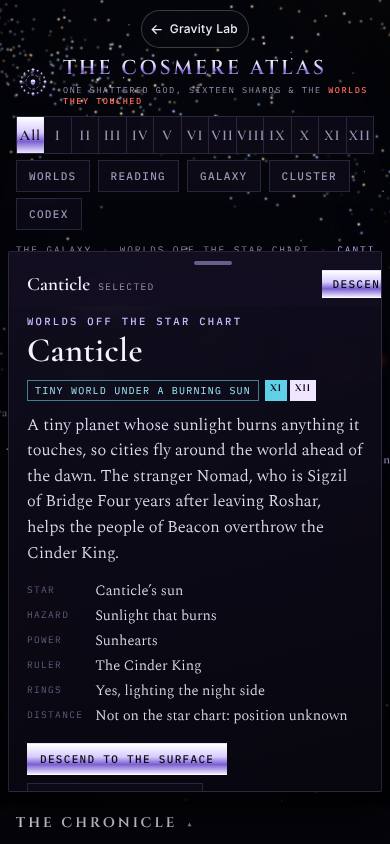 ← Gravity Lab
THE COSMERE ATLAS
ONE SHATTERED GOD, SIXTEEN SHARDS & THE WORLDS
THEY TOUCHED
All I II III IV V VI VII VIII IX X XI XII
WORLDS READING GALAXY CLUSTER
CODEX
THE GALAXY WORLDS OFF THE STAR CHART CANTI
Canticle SELECTED DESCEN
WORLDS OFF THE STAR CHART
Canticle
TINY WORLD UNDER A BURNING SUN XI XII
A tiny planet whose sunlight burns anything it
touches, so cities fly around the world ahead of
the dawn. The stranger Nomad, who is Sigzil
of Bridge Four years after leaving Roshar,
helps the people of Beacon overthrow the
Cinder King.
STAR Canticle’s sun
HAZARD Sunlight that burns
POWER Sunhearts
RULER The Cinder King
RINGS Yes, lighting the night side
DISTANCE Not on the star chart: position unknown
DESCEND TO THE SURFACE
THE CHRONICLE ▴